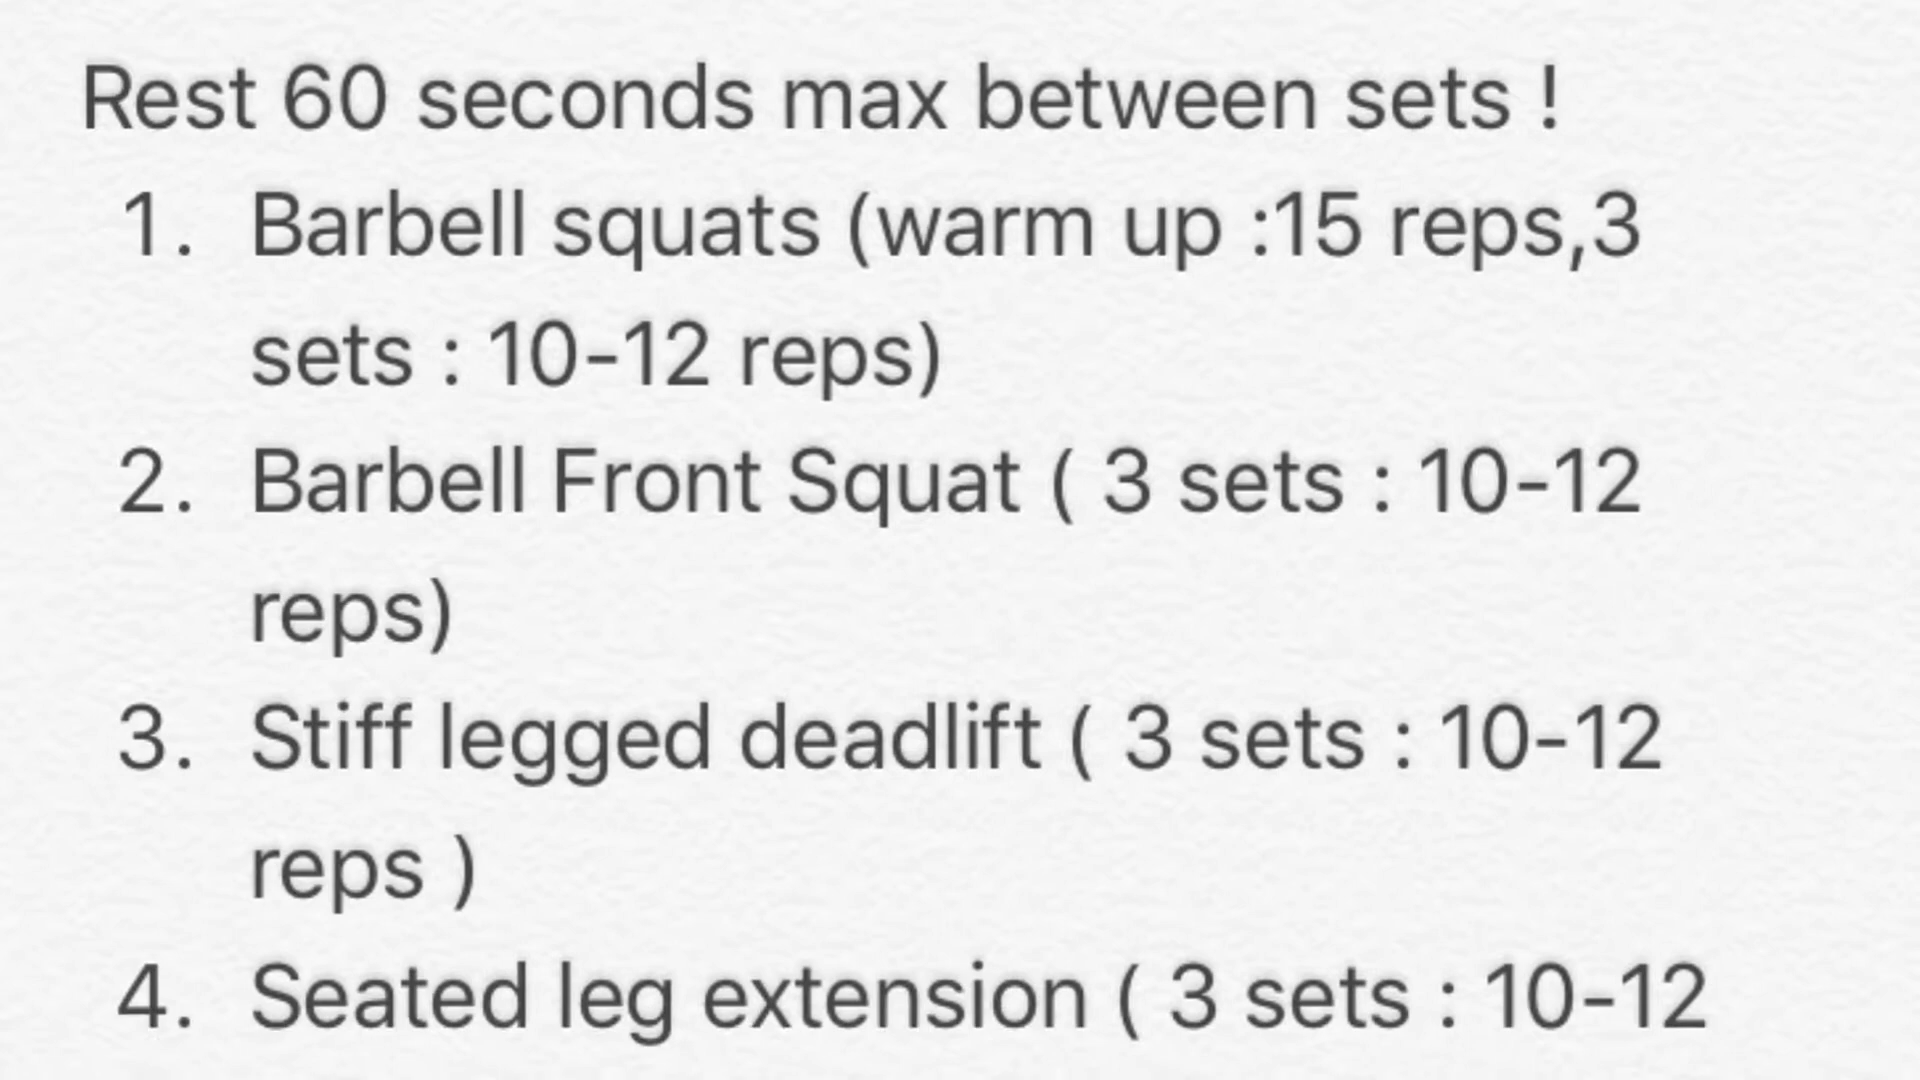 Rest 60 seconds max between sets !
1. Barbell squats (warm up :15 reps,3
sets : 10-12 reps)
2. Barbell Front Squat ( 3 sets : 10-12
reps)
3. Stiff legged deadlift ( 3 sets : 10-12
reps )
4. Seated leg extension ( 3 sets : 10-12